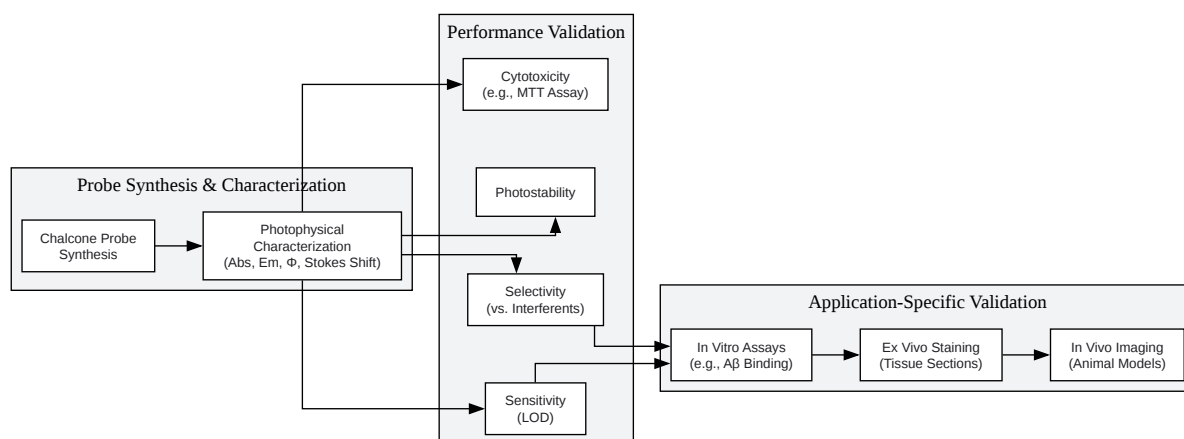 Performance Validation
Cytotoxicity
(e.g., MTT Assay)
Probe Synthesis & Characterization
Photostability
Chalcone Probe
Synthesis
Photophysical
Characterization
(Abs, Em, Φ, Stokes Shift)
Selectivity
(vs. Interferents)
Application-Specific Validation
In Vitro Assays
(e.g., Aβ Binding)
Ex Vivo Staining
(Tissue Sections)
In Vivo Imaging
(Animal Models)
Sensitivity
(LOD)